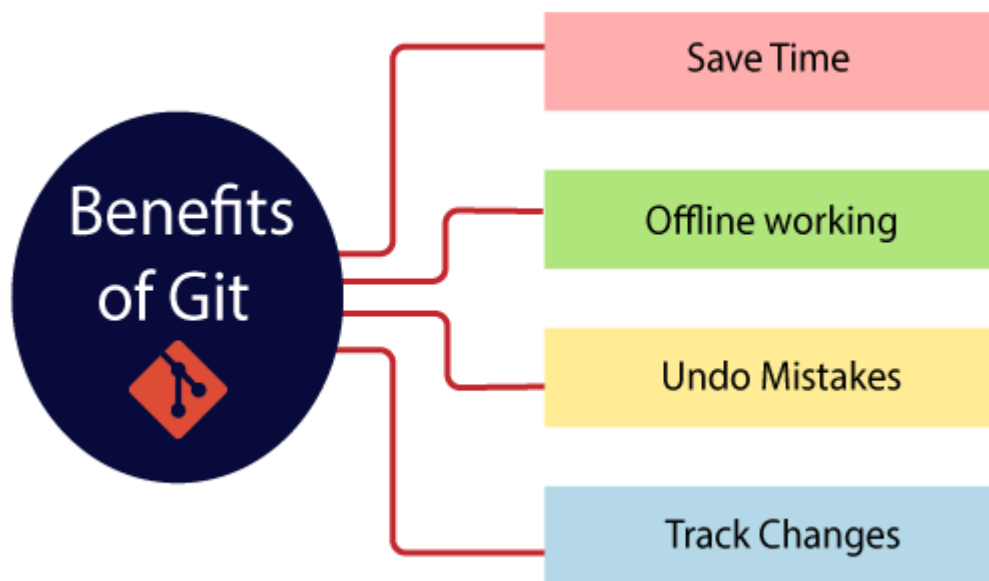 Benefits
of Git
Save Time
Offline working
Undo Mistakes
Track Changes